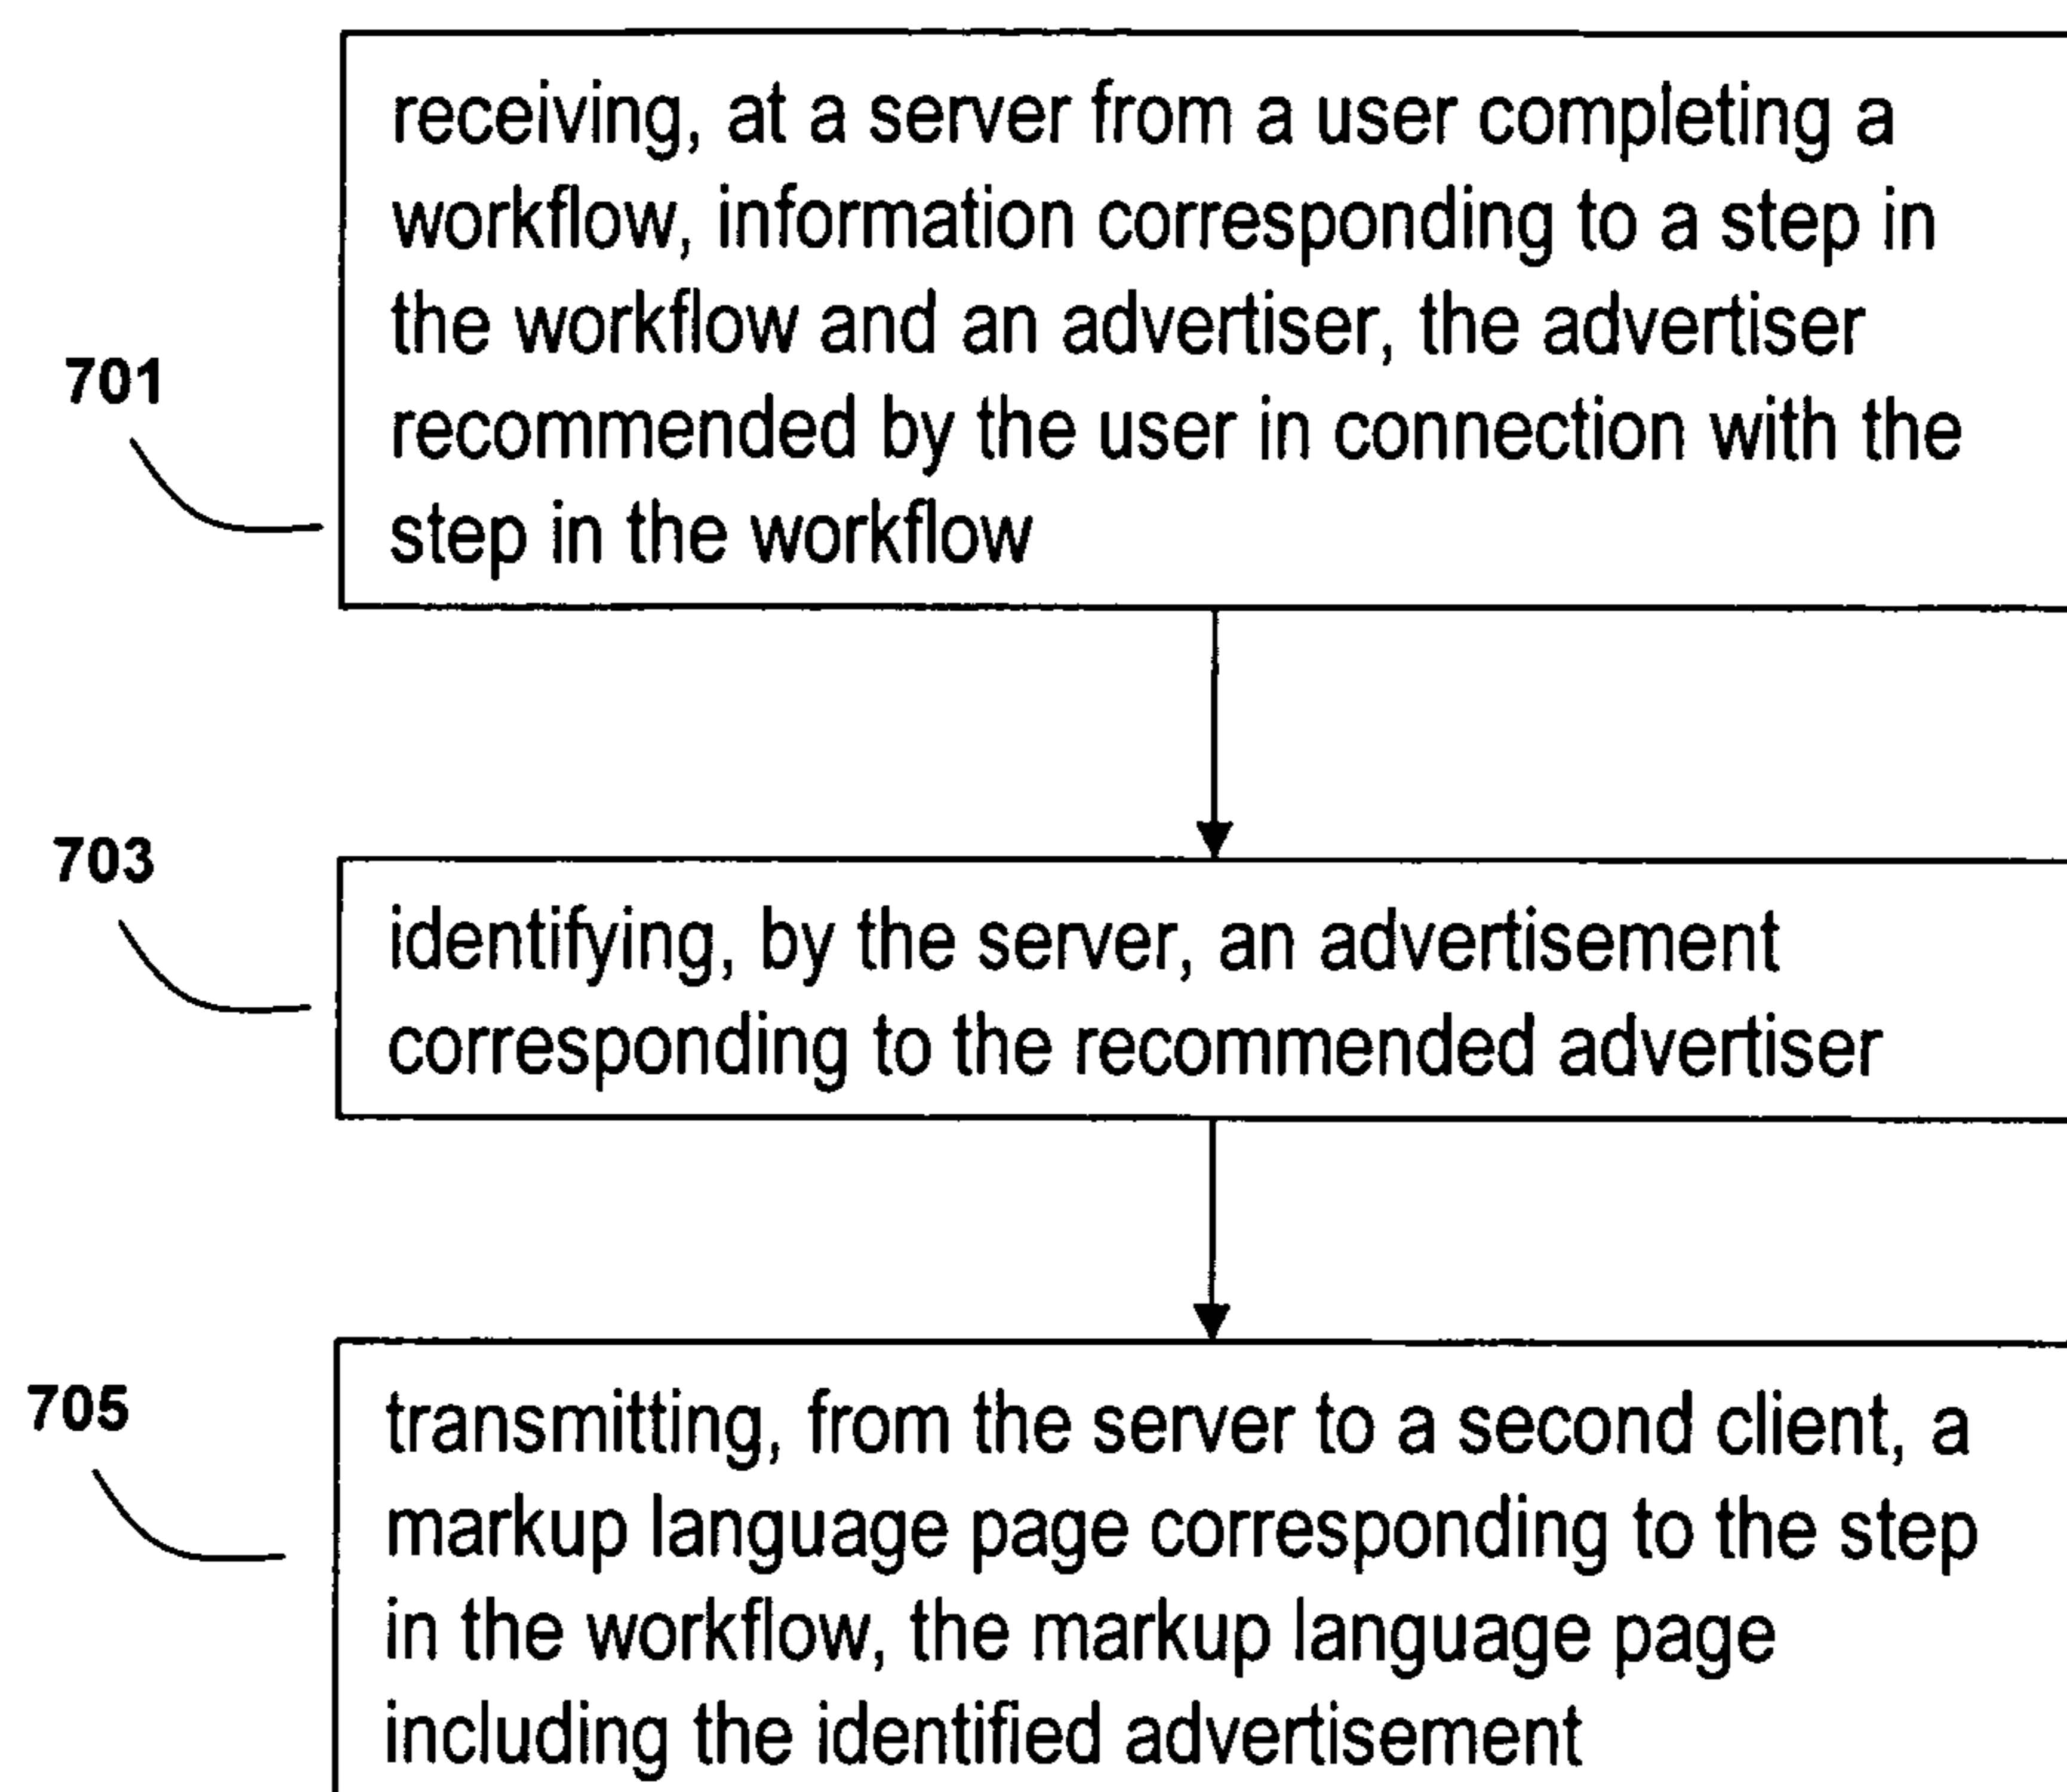 receiving, at a server from a user completing a
workflow, information corresponding to a step in
the workflow and an advertiser, the advertiser
recommended by the user in connection with the
step in the workflow
701
703
identifying, by the server, an advertisement
corresponding to the recommended advertiser
705
transmitting, from the server to a second client, a
markup language page corresponding to the step
in the workflow, the markup language page
including the identified advertisement